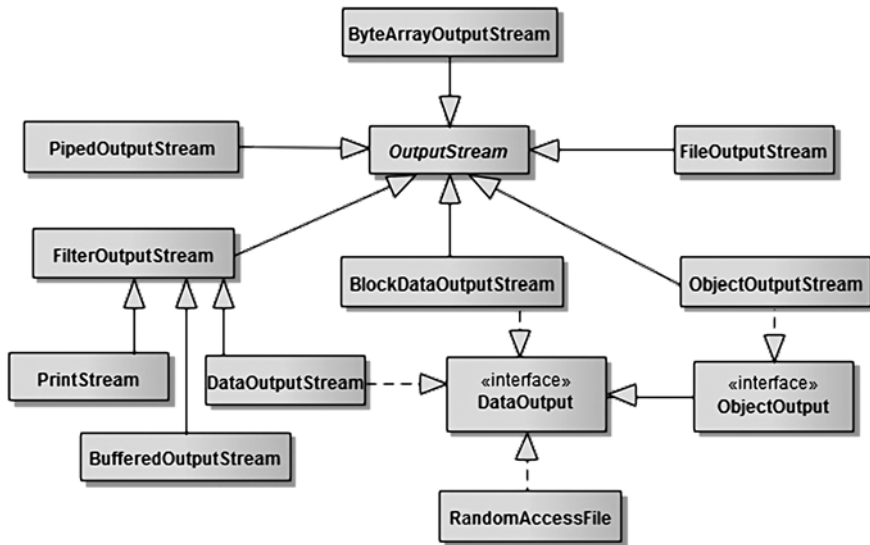 ByteArrayOutputStream
PipedOutputStream
OutputStream
FileOutputStream
FilterOutputStream
BlockDataOutputStream
ObjectOutputStream
PrintStream
DataOutputStream
«interface»
DataOutput
«interface»
ObjectOutput
BufferedOutputStream
RandomAccessFile